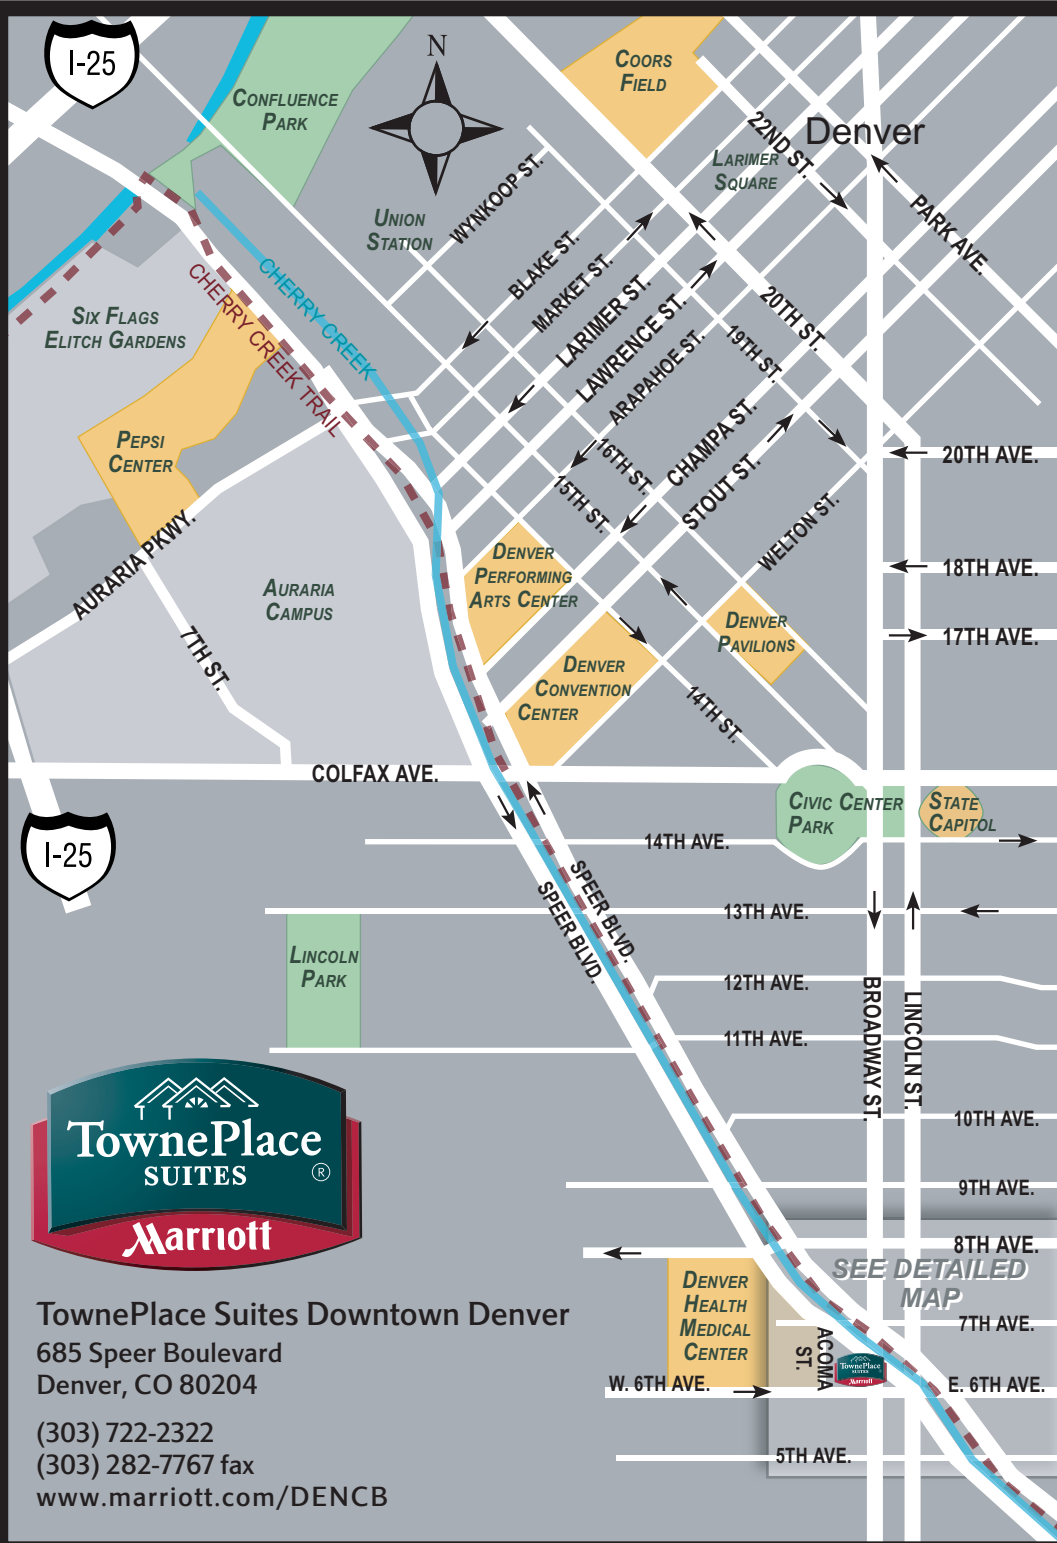 I-25
N
COORS
FIELD
CONFLUENCE
PARK
22ND ST.
Denver
LARIMER
SQUARE
WYNKOOP ST.
UNION
STATION
PARK AVE.
BLAKE ST.
MARKET ST.
CHERRY CREEK
CHERRY CREEK TRAIL
LARIMER ST.
LAWRENCE ST.
20TH ST.
SIX FLAGS
ELITCH GARDENS
ARAPAHOE ST.
19TH ST.
PEPSI
CENTER
CHAMPA ST.
16TH ST.
20TH AVE.
STOUT ST.
15TH ST.
WELTON ST.
AURARIA PKWY.
DENVER
PERFORMING
ARTS CENTER
18TH AVE.
AURARIA
CAMPUS
DENVER
PAVILIONS
17TH AVE.
7TH ST.
DENVER
CONVENTION
CENTER
14TH ST.
COLFAX AVE.
CIVIC CENTER
PARK
STATE
CAPITOL
I-25
14TH AVE.
SPEER BLVD.
SPEER BLVD.
13TH AVE.
LINCOLN
PARK
12TH AVE.
BROADWAY ST.
LINCOLN ST.
11TH AVE.
10TH AVE.
TownePlace
SUITES
®
Marriott
9TH AVE.
8TH AVE.
SEE DETAILED
MAP
DENVER
HEALTH
MEDICAL
CENTER
7TH AVE.
ACOMA
ST.
TownePlace
SUITES
Marriott
W. 6TH AVE.
E. 6TH AVE.
5TH AVE.
TownePlace Suites Downtown Denver
685 Speer Boulevard
Denver, CO 80204
(303) 722-2322
(303) 282-7767 fax
www.marriott.com/DENCB